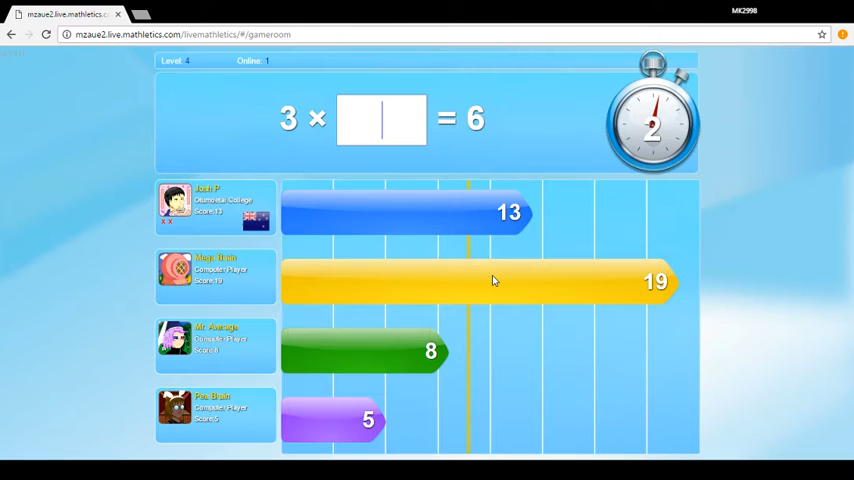 MK2998
mzaue2.live.mathletics.com
mzaue2.live.mathletics.com/livemathletics/#/gameroom
Level: 4
Online: 1
3 × = 6
2
Josh P
Otumoetai College
Score:13
x x
13
Mega Brain
Computer Player
Score:19
19
Mr. Average
Computer Player
Score:8
8
Pea Brain
Computer Player
Score:5
5